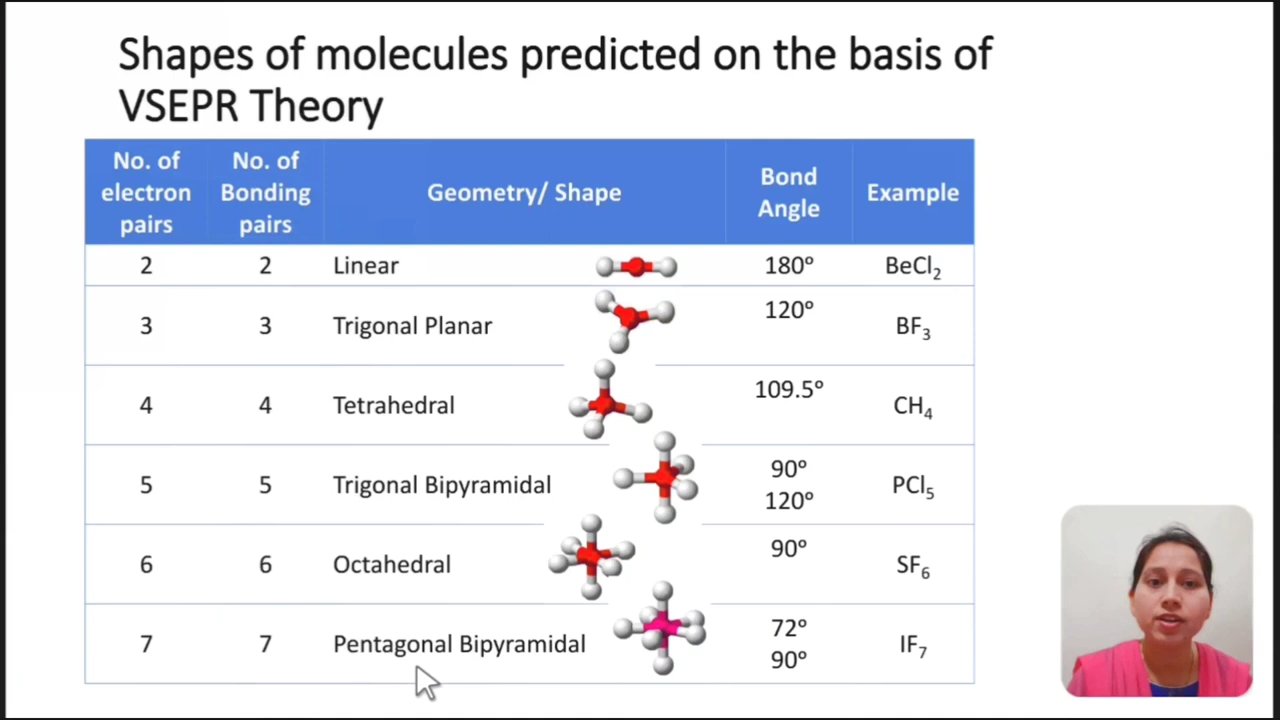 Shapes of molecules predicted on the basis of
VSEPR Theory
No. of electron pairs No. of Bonding pairs Geometry/ Shape Bond Angle Example
2 2 Linear 180º BeCl₂
3 3 Trigonal Planar 120º BF₃
4 4 Tetrahedral 109.5º CH₄
5 5 Trigonal Bipyramidal 90º 120º PCl₅
6 6 Octahedral 90º SF₆
7 7 Pentagonal Bipyramidal 72º 90º IF₇